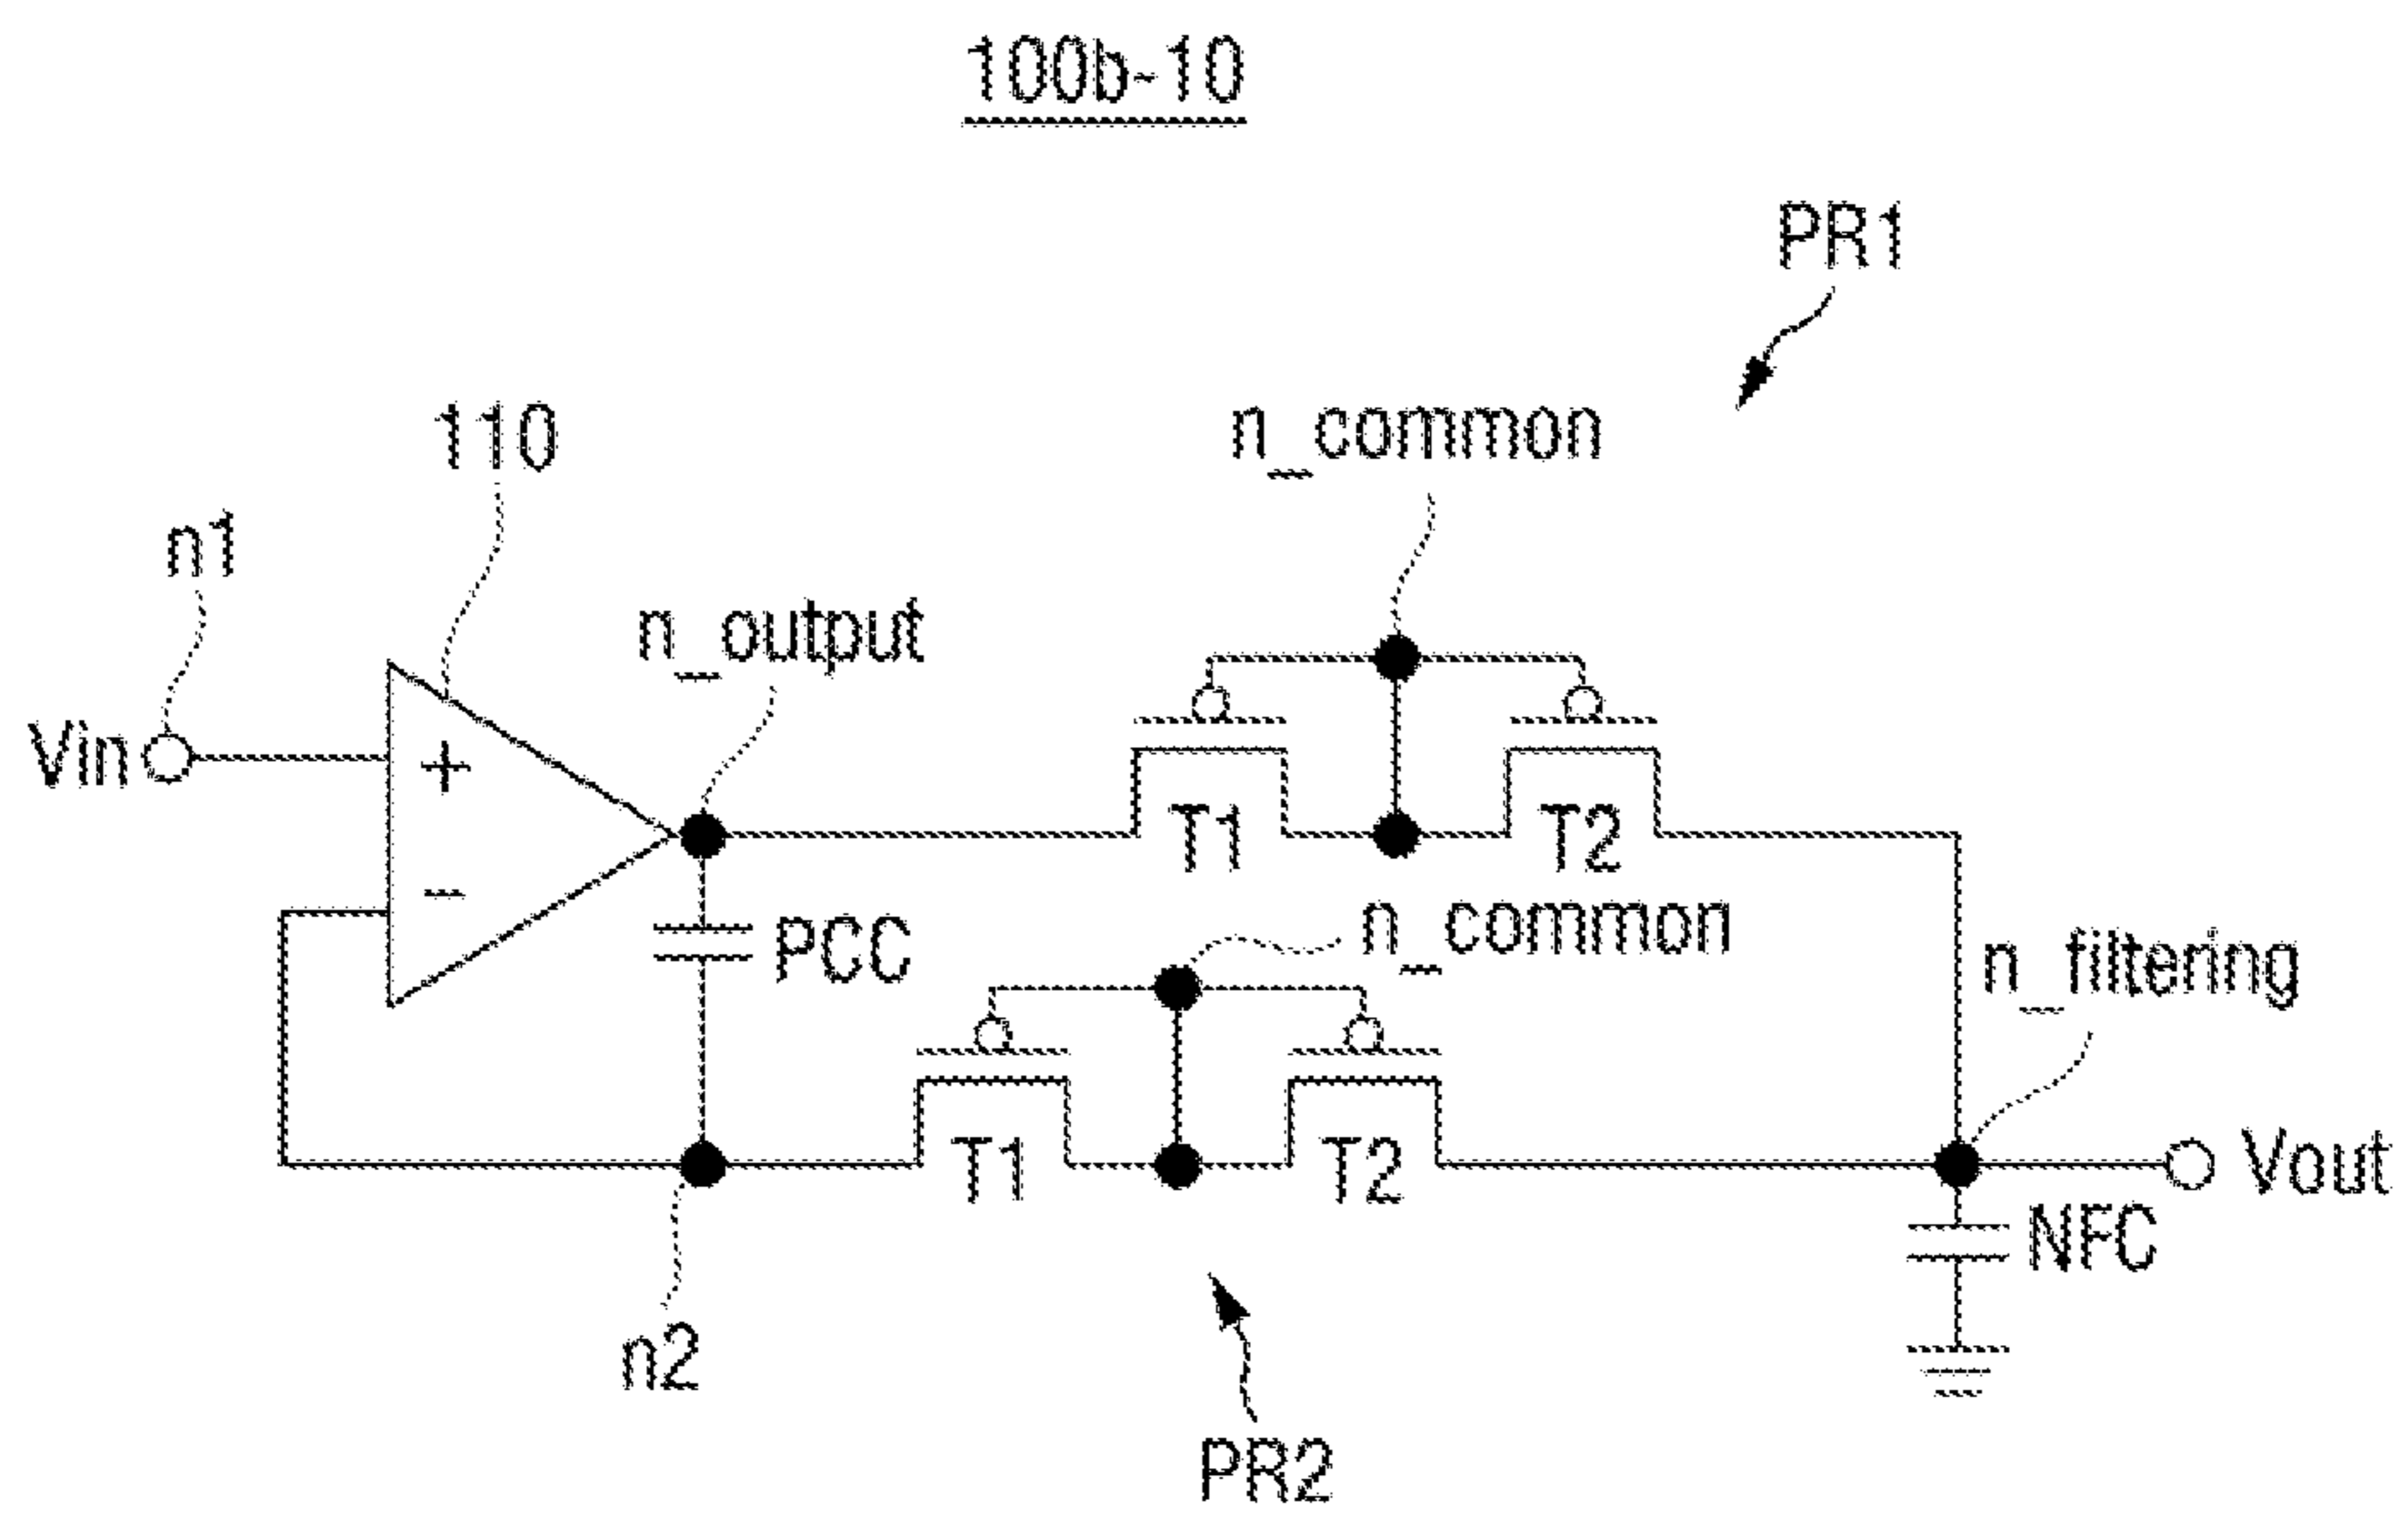 100b-10
PR1
110
n_common
n1
n_output
Vin
+
T1
T2
−
PCC
n_common
n_filtering
T1
T2
Vout
NFC
n2
PR2